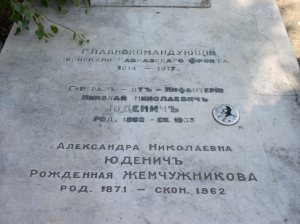 ГЛАВНОКОМАНДУЮЩІЙ
ВОЙСКАМИ КАВКАЗСКАГО ФРОНТА
1914 - 1917.
ГЕНЕРАЛЪ - ОТЪ - ИНФАНТЕРІИ
НИКОЛАЙ НИКОЛАЕВИЧЪ
ЮДЕНИЧЪ
РОД. 1862 - СК. 1933
АЛЕКСАНДРА НИКОЛАЕВНА
ЮДЕНИЧЪ
РОЖДЕННАЯ ЖЕМЧУЖНИКОВА
РОД. 1871 — СКОН. 1962